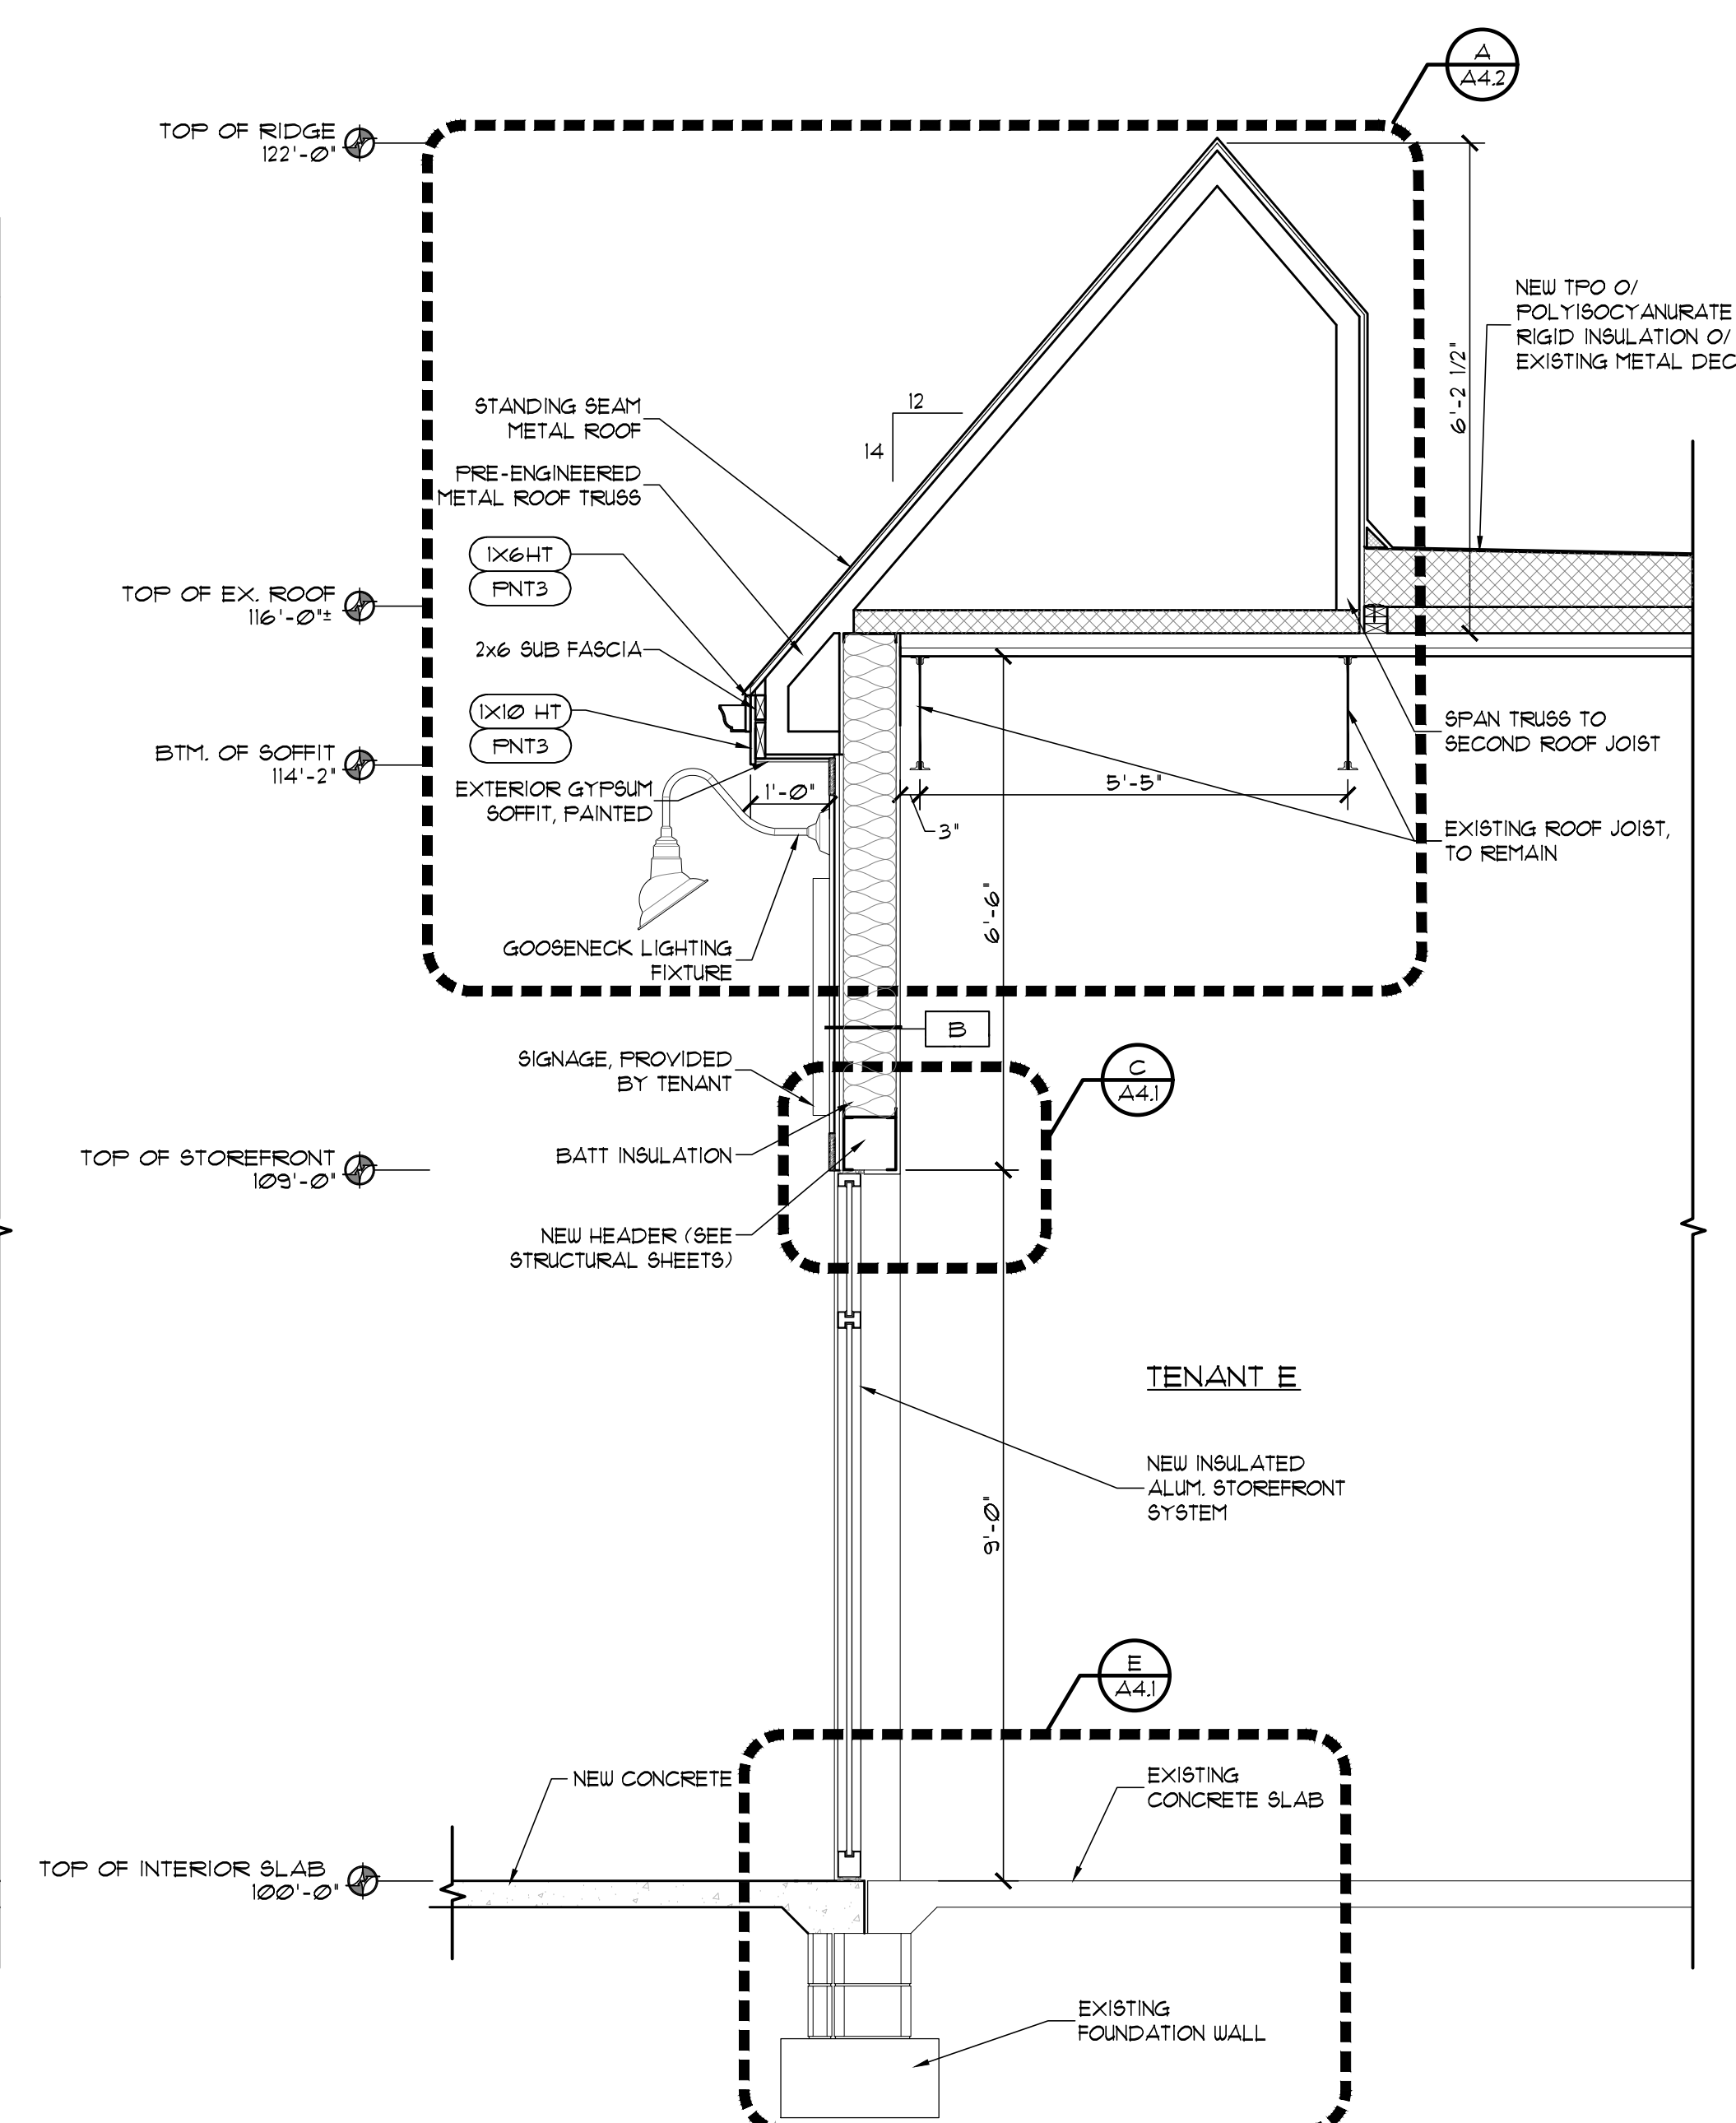 A
A4.2
TOP OF RIDGE
122'-0"
NEW TPO O/
POLYISOCYANURATE
RIGID INSULATION O/
EXISTING METAL DEC
6'-2 1/2"
12
14
STANDING SEAM
METAL ROOF
PRE-ENGINEERED
METAL ROOF TRUSS
1X6HT
PNT3
TOP OF EX. ROOF
116'-0"±
2x6 SUB FASCIA
1X10 HT
PNT3
SPAN TRUSS TO
SECOND ROOF JOIST
BTM. OF SOFFIT
114'-2"
EXTERIOR GYPSUM
SOFFIT, PAINTED
1'-0"
5'-5"
3"
EXISTING ROOF JOIST,
TO REMAIN
6'-6"
GOOSENECK LIGHTING
FIXTURE
B
SIGNAGE, PROVIDED
BY TENANT
C
A4.1
BATT INSULATION
TOP OF STOREFRONT
109'-0"
NEW HEADER (SEE
STRUCTURAL SHEETS)
TENANT E
NEW INSULATED
ALUM. STOREFRONT
SYSTEM
9'-0"
E
A4.1
NEW CONCRETE
EXISTING
CONCRETE SLAB
TOP OF INTERIOR SLAB
100'-0"
EXISTING
FOUNDATION WALL